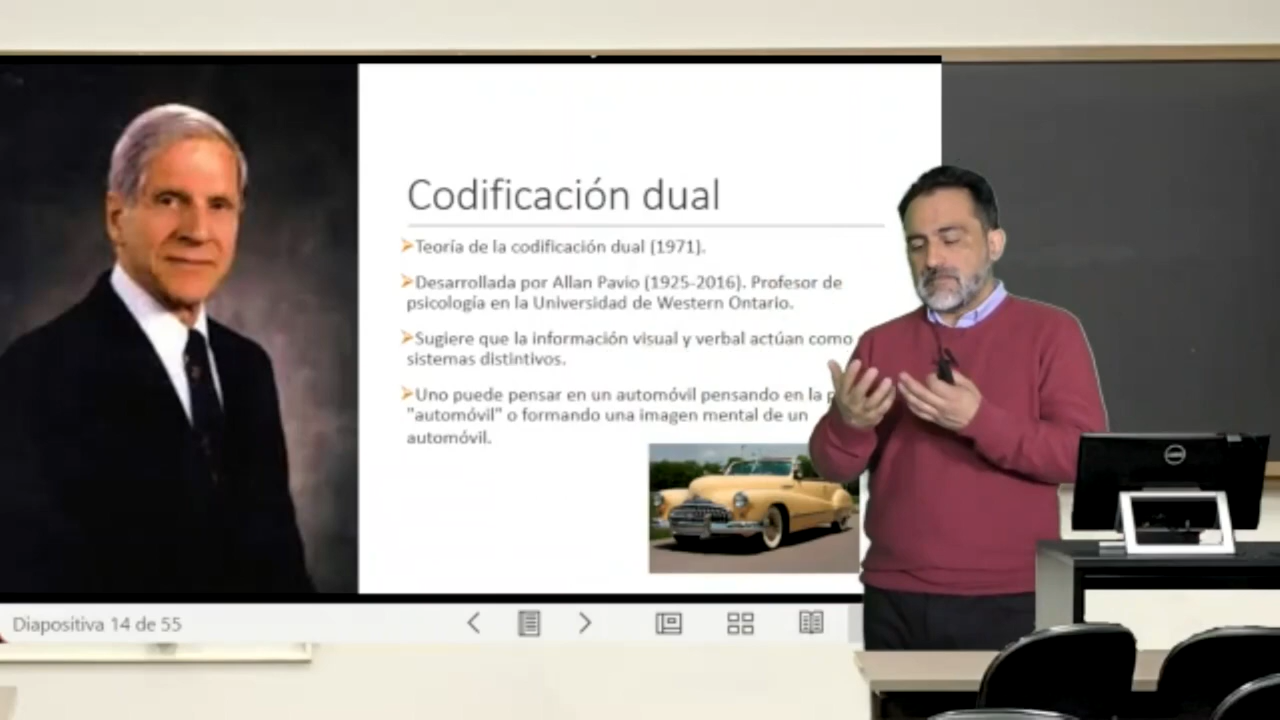 Codificación dual
➢Teoría de la codificación dual (1971).
➢Desarrollada por Allan Pavio (1925-2016). Profesor de
psicología en la Universidad de Western Ontario.
➢Sugiere que la información visual y verbal actúan como
sistemas distintivos.
➢Uno puede pensar en un automóvil pensando en la p
"automóvil" o formando una imagen mental de un
automóvil.
DELL
Diapositiva 14 de 55